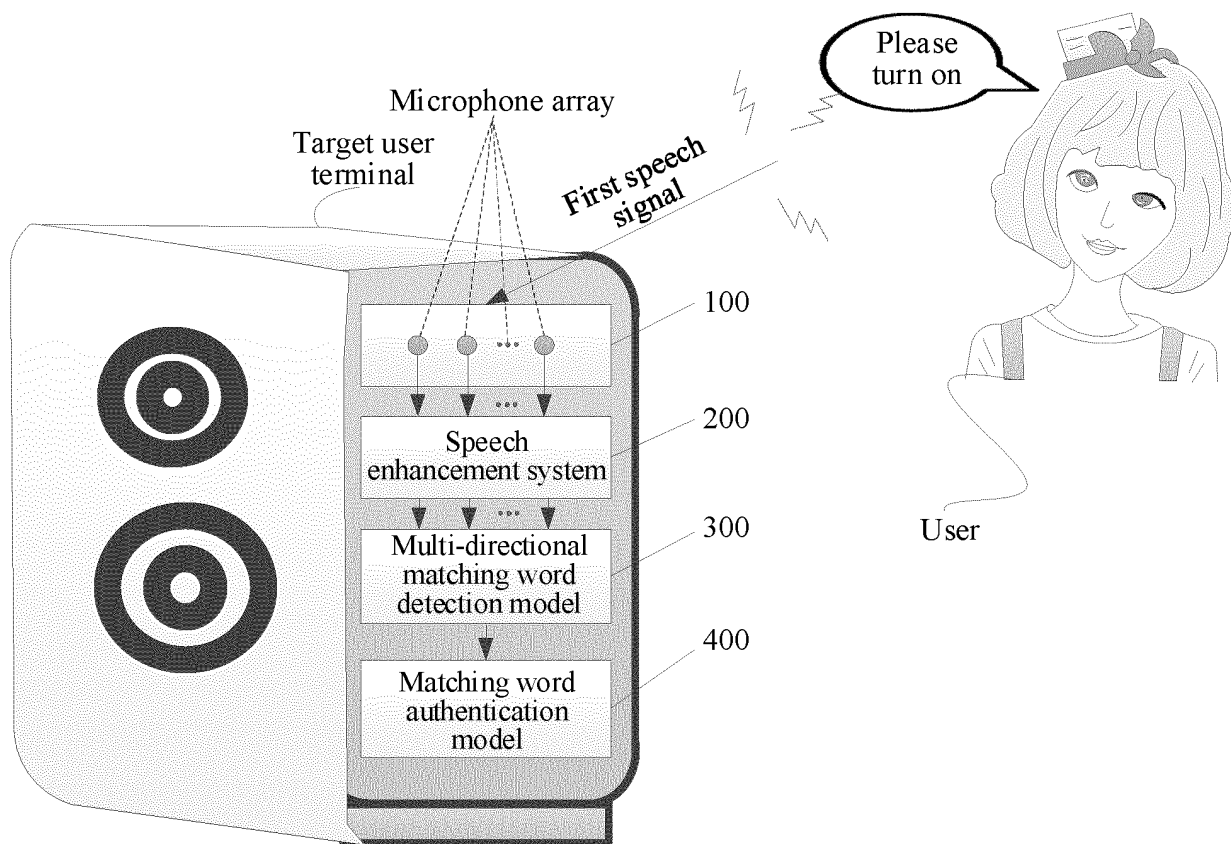 Please
turn on
Microphone array
Target user
terminal
First speech
signal
100
200
Speech
enhancement system
300
User
Multi-directional
matching word
detection model
400
Matching word
authentication
model